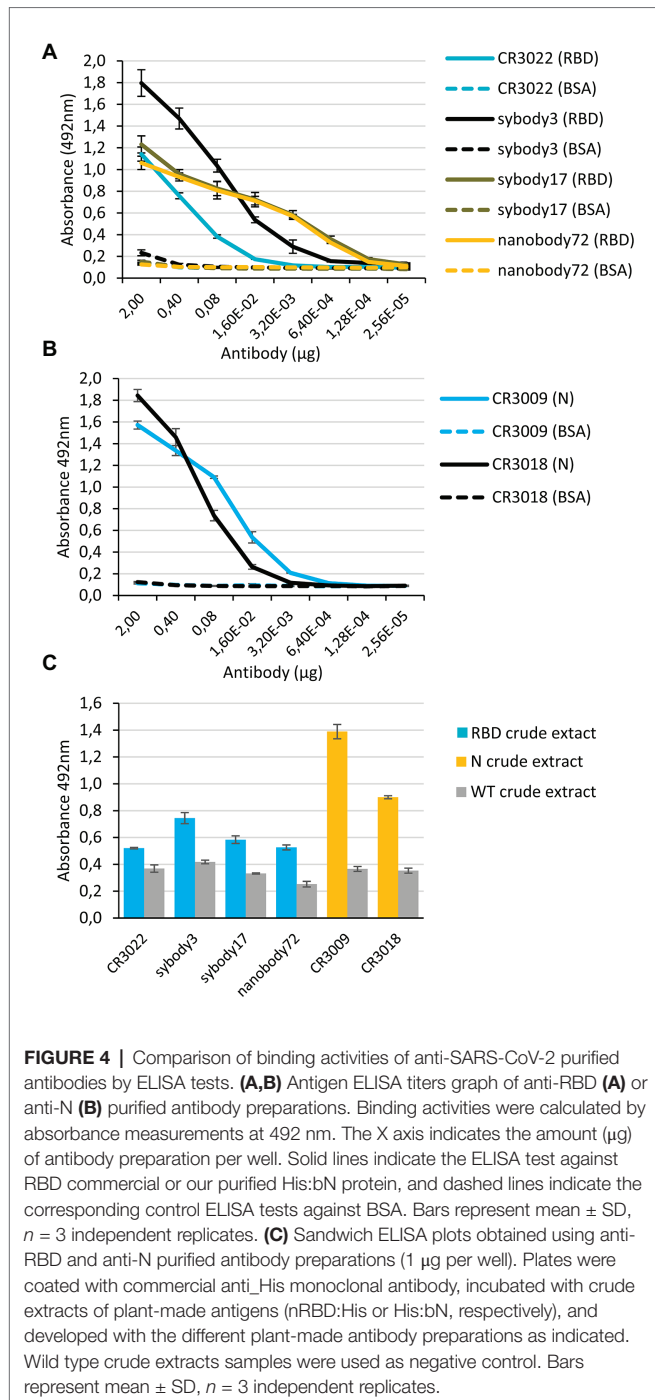 A
2,0
1,8
1,6
1,4
1,2
1,0
0,8
0,6
0,4
0,2
0,0
Absorbance (492nm)
2,00
0,40
0,08
1,60E-02
3,20E-03
6,40E-04
1,28E-04
2,56E-05
Antibody (µg)
CR3022 (RBD)
CR3022 (BSA)
sybody3 (RBD)
sybody3 (BSA)
sybody17 (RBD)
sybody17 (BSA)
nanobody72 (RBD)
nanobody72 (BSA)
B
2,0
1,8
1,6
1,4
1,2
1,0
0,8
0,6
0,4
0,2
0,0
Absorbance 492nm
2,00
0,40
0,08
1,60E-02
3,20E-03
6,40E-04
1,28E-04
2,56E-05
Antibody (µg)
CR3009 (N)
CR3009 (BSA)
CR3018 (N)
CR3018 (BSA)
C
1,6
1,4
1,2
1,0
0,8
0,6
0,4
0,2
0,0
Absorbance 492nm
CR3022
sybody3
sybody17
nanobody72
CR3009
CR3018
RBD crude extact
N crude extract
WT crude extract
FIGURE 4 | Comparison of binding activities of anti-SARS-CoV-2 purified
antibodies by ELISA tests. (A,B) Antigen ELISA titers graph of anti-RBD (A) or
anti-N (B) purified antibody preparations. Binding activities were calculated by
absorbance measurements at 492 nm. The X axis indicates the amount (µg)
of antibody preparation per well. Solid lines indicate the ELISA test against
RBD commercial or our purified His:bN protein, and dashed lines indicate the
corresponding control ELISA tests against BSA. Bars represent mean ± SD,
n = 3 independent replicates. (C) Sandwich ELISA plots obtained using anti-
RBD and anti-N purified antibody preparations (1 µg per well). Plates were
coated with commercial anti_His monoclonal antibody, incubated with crude
extracts of plant-made antigens (nRBD:His or His:bN, respectively), and
developed with the different plant-made antibody preparations as indicated.
Wild type crude extracts samples were used as negative control. Bars
represent mean ± SD, n = 3 independent replicates.